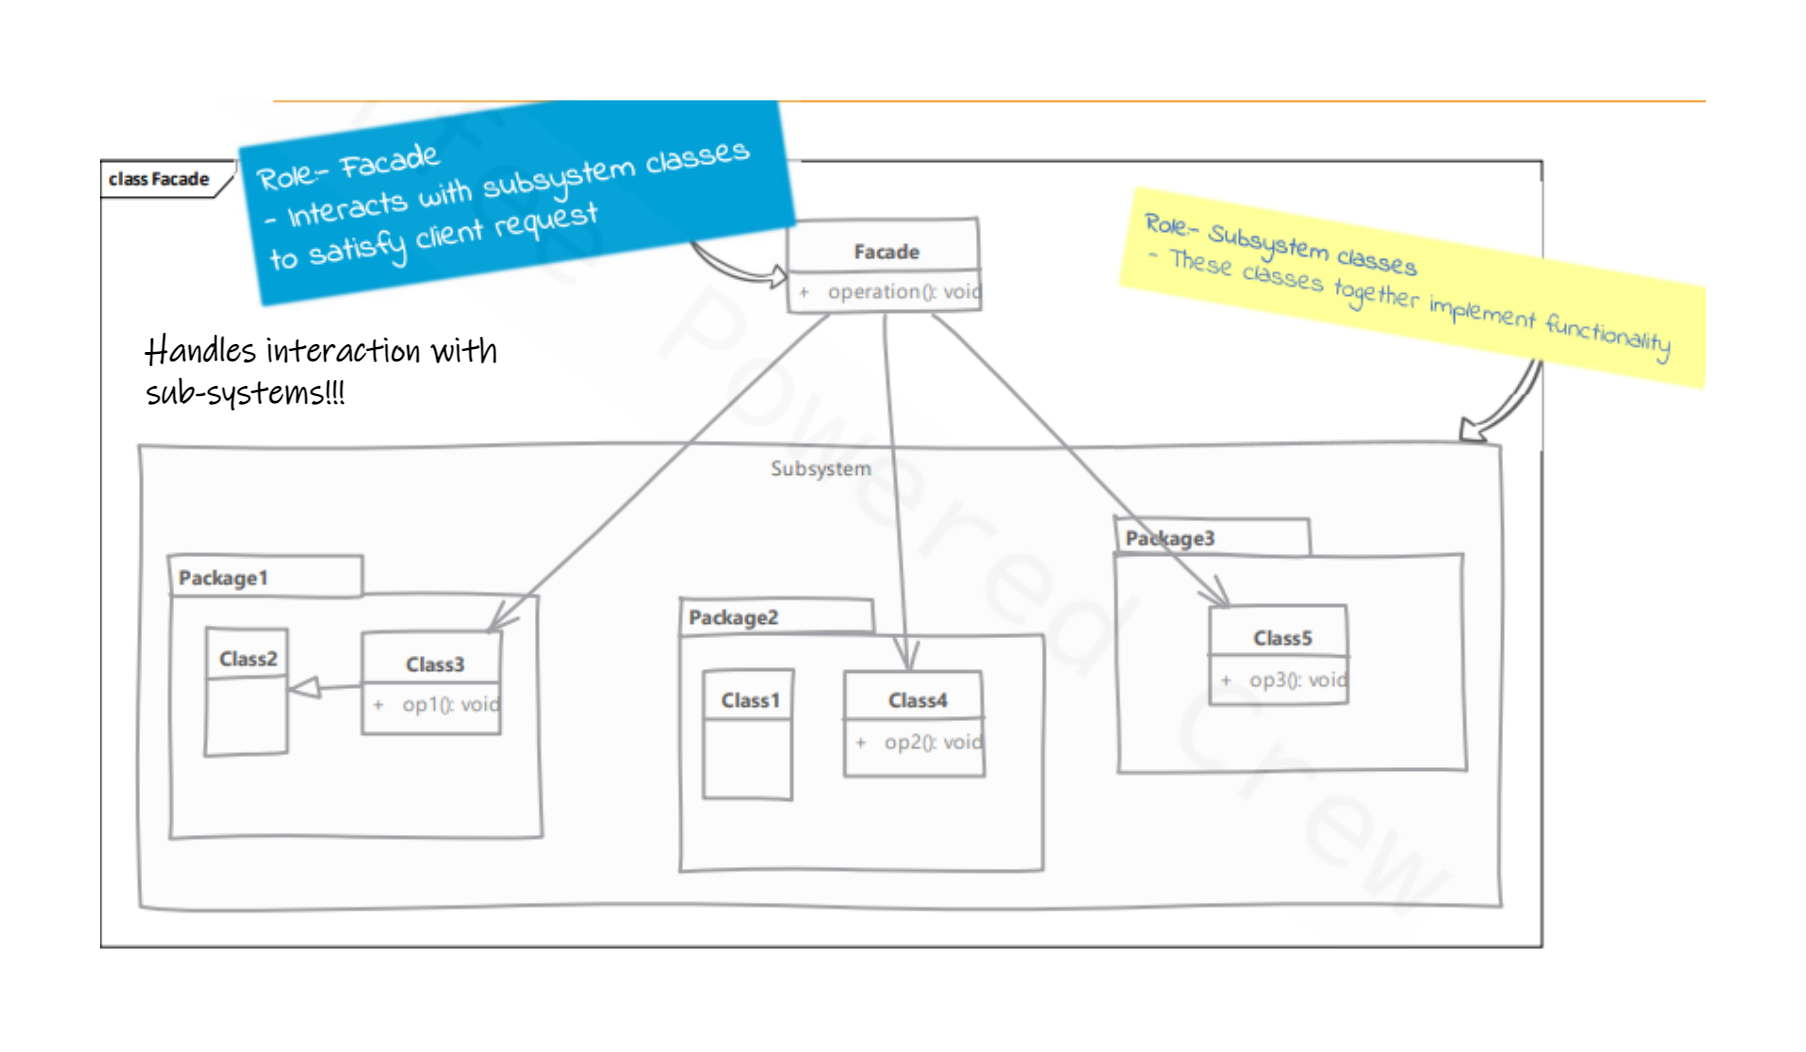 class Facade
Role:- Facade
- Interacts with subsystem classes
to satisfy client request
Facade
+ operation(): void
Role:- Subsystem classes
- These classes together implement functionality
Handles interaction with
sub-systems!!!
Subsystem
Package1
Class2
Class3
+ op1(): void
Package2
Class1
Class4
+ op2(): void
Package3
Class5
+ op3(): void
Powered Crew